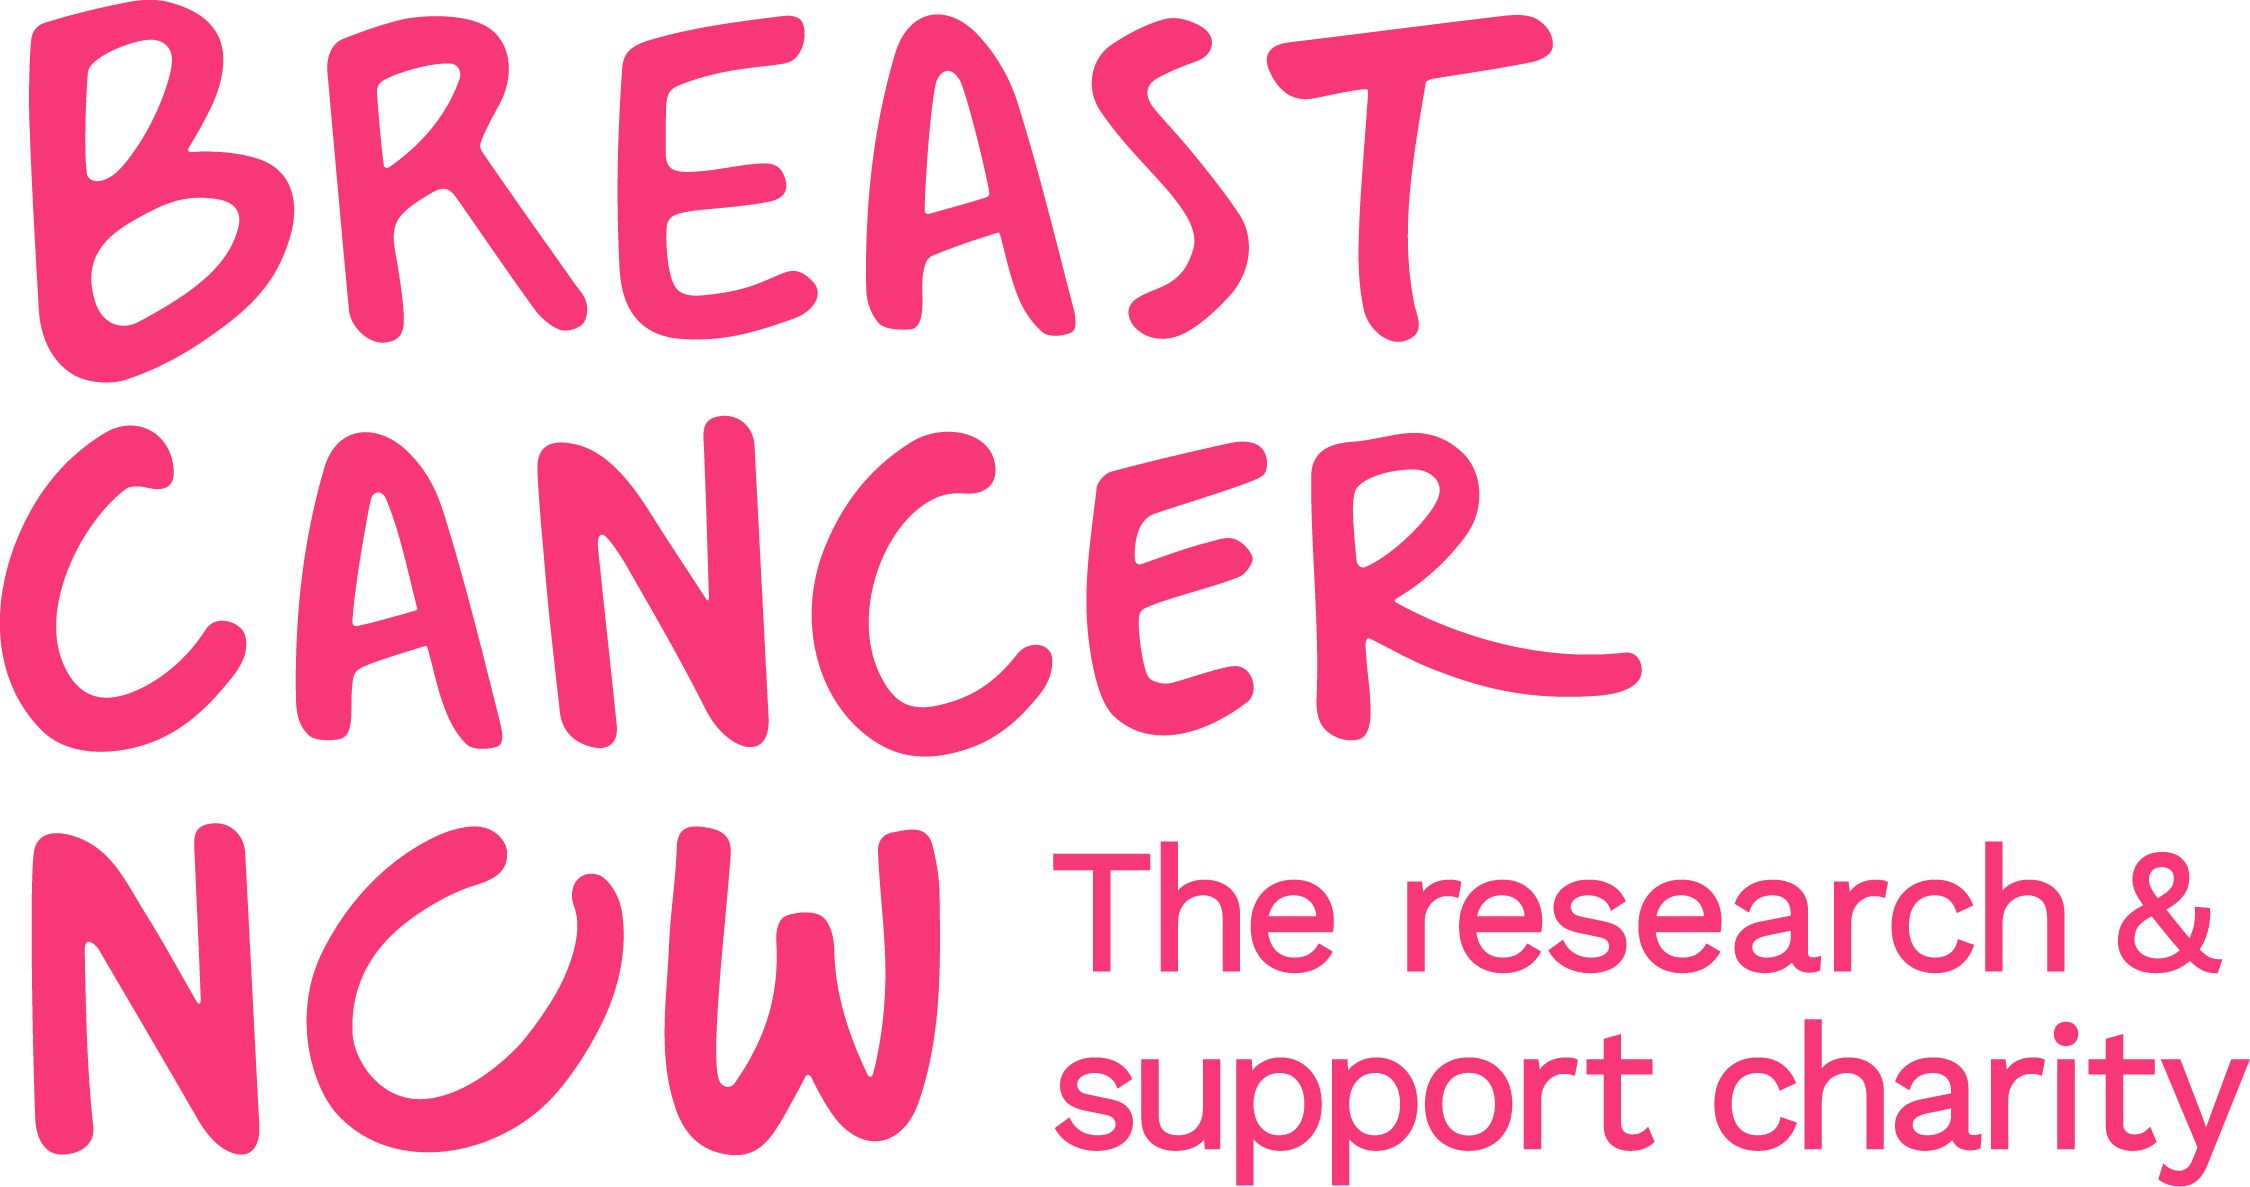 BREAST
CANCER
NOW
The research &
support charity